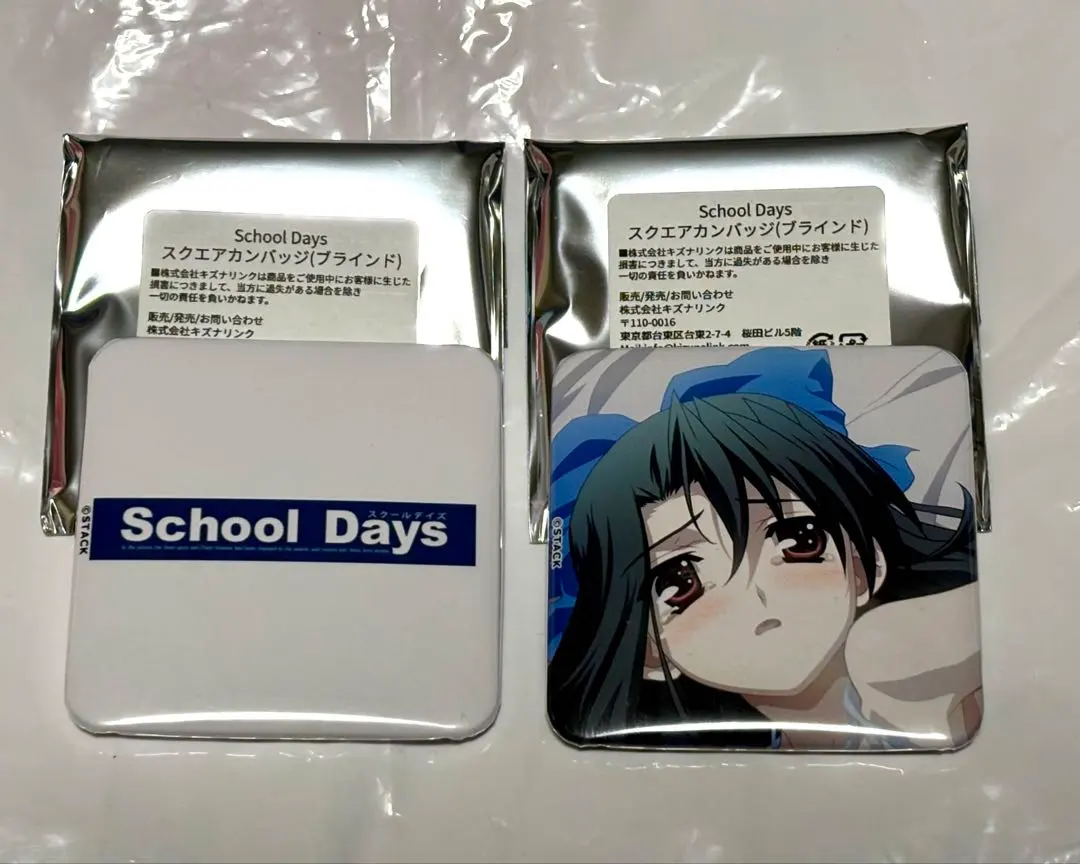 School Days
スクエアカンバッジ(ブラインド)
■株式会社キズナリンクは商品をご使用中にお客様に生じた
損害につきまして、当方に過失がある場合を除き
一切の責任を負いかねます。
販売/発売/お問い合わせ
株式会社キズナリンク
School Days
スクエアカンバッジ(ブラインド)
■株式会社キズナリンクは商品をご使用中にお客様に生じた
損害につきまして、当方に過失がある場合を除き
一切の責任を負いかねます。
販売/発売/お問い合わせ
株式会社キズナリンク
〒110-0016
東京都台東区台東2-7-4 桜田ビル5階
スクールデイズ
School Days
©STACK
©STACK